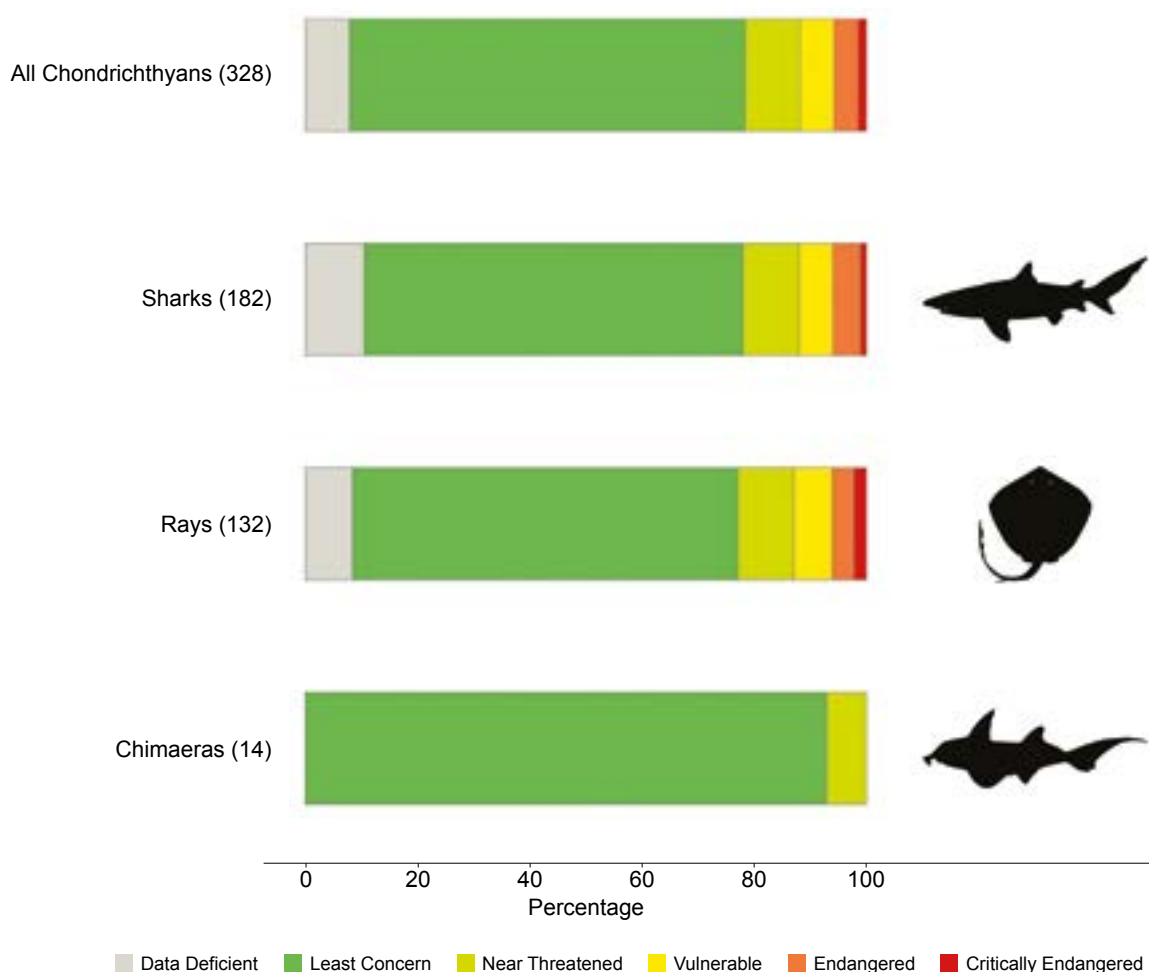 All Chondrichthyans (328)
Sharks (182)
Rays (132)
Chimaeras (14)
0 20 40 60 80 100
Percentage
Data Deficient Least Concern Near Threatened Vulnerable Endangered Critically Endangered